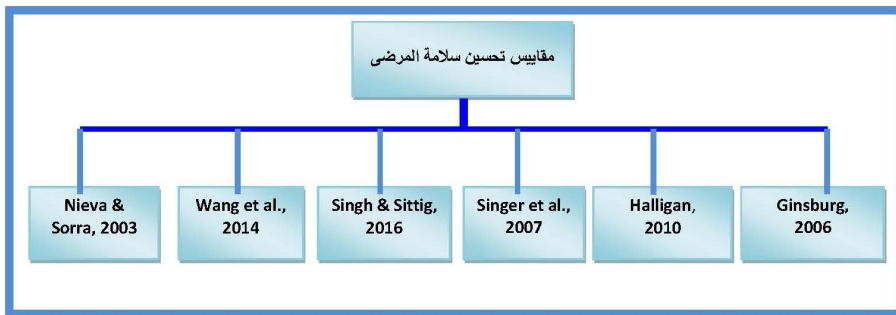 مقاييس تحسين سلامة المرضى
Nieva &
Sorra, 2003
Wang et al.,
2014
Singh & Sittig,
2016
Singer et al.,
2007
Halligan,
2010
Ginsburg,
2006